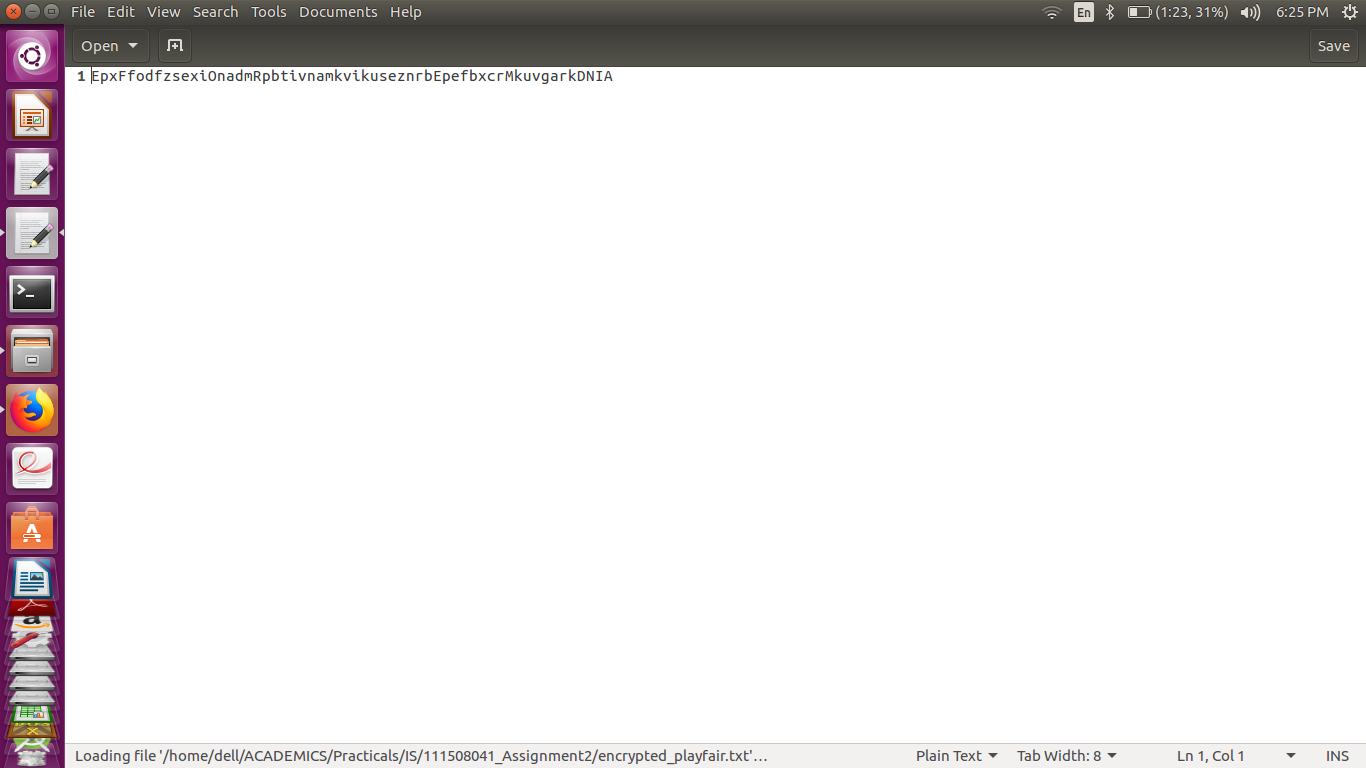 File Edit View Search Tools Documents Help En (1:23, 31%) 6:25 PM
Open Save
1 EpxFfodfzsexiOnadmRpbtivnamkvikuseznrbEpefbxcrMkuvgarkDNIA
Loading file '/home/dell/ACADEMICS/Practicals/IS/111508041_Assignment2/encrypted_playfair.txt'… Plain Text Tab Width: 8 Ln 1, Col 1 INS